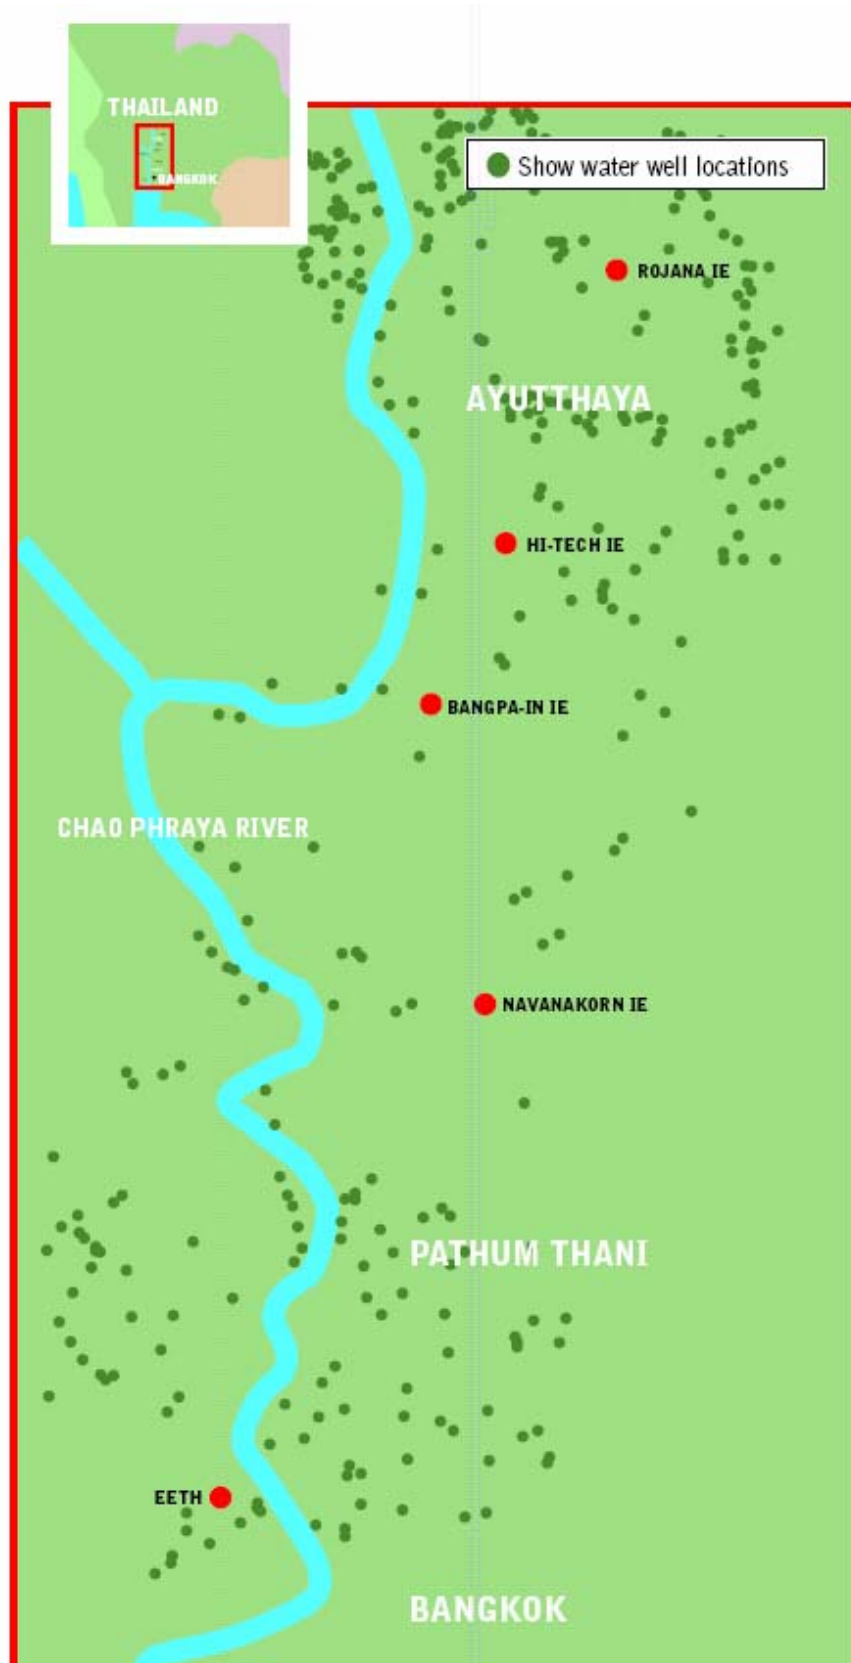 THAILAND
BANGKOK
Show water well locations
ROJANA IE
AYUTTHAYA
HI-TECH IE
BANGPA-IN IE
CHAO PHRAYA RIVER
NAVANAKORN IE
PATHUM THANI
EETH
BANGKOK